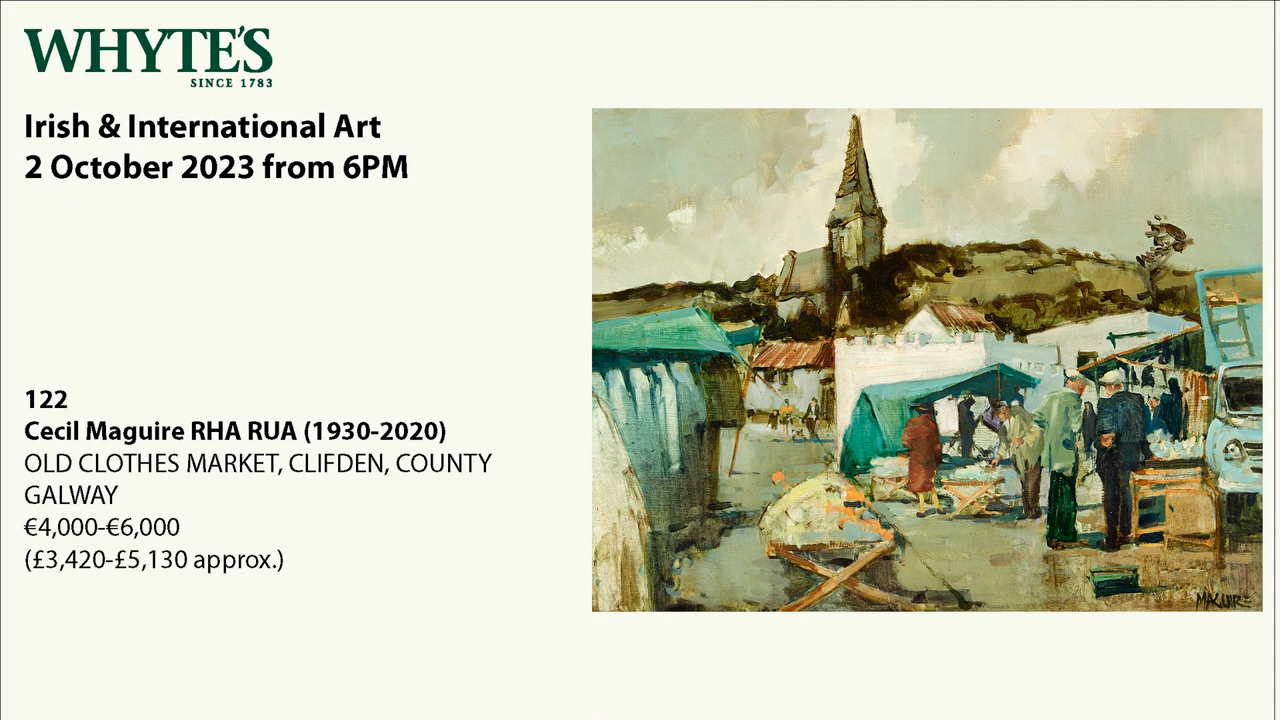 WHYTE'S
SINCE 1783
Irish & International Art
2 October 2023 from 6PM
122
Cecil Maguire RHA RUA (1930-2020)
OLD CLOTHES MARKET, CLIFDEN, COUNTY
GALWAY
€4,000-€6,000
(£3,420-£5,130 approx.)
MAGUIRE